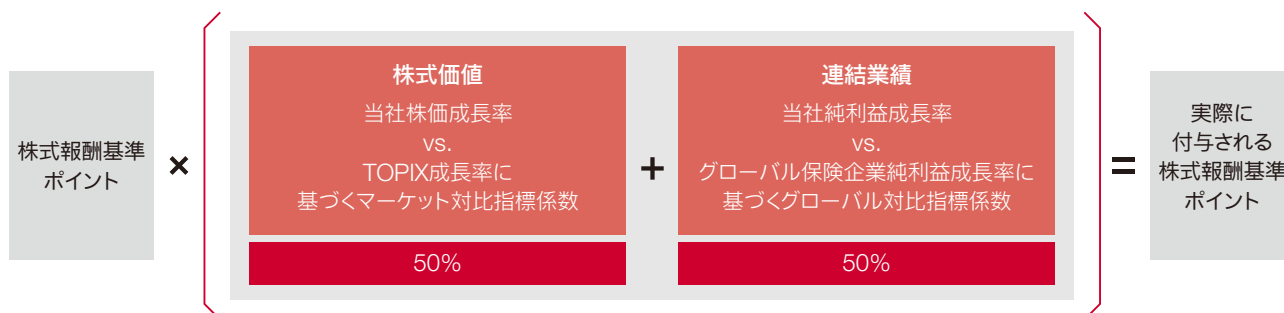 株式報酬基準
ポイント
×
株式価値
当社株価成長率
vs.
TOPIX成長率に
基づくマーケット対比指標係数
50%
+
連結業績
当社純利益成長率
vs.
グローバル保険企業純利益成長率に
基づくグローバル対比指標係数
50%
=
実際に
付与される
株式報酬基準
ポイント